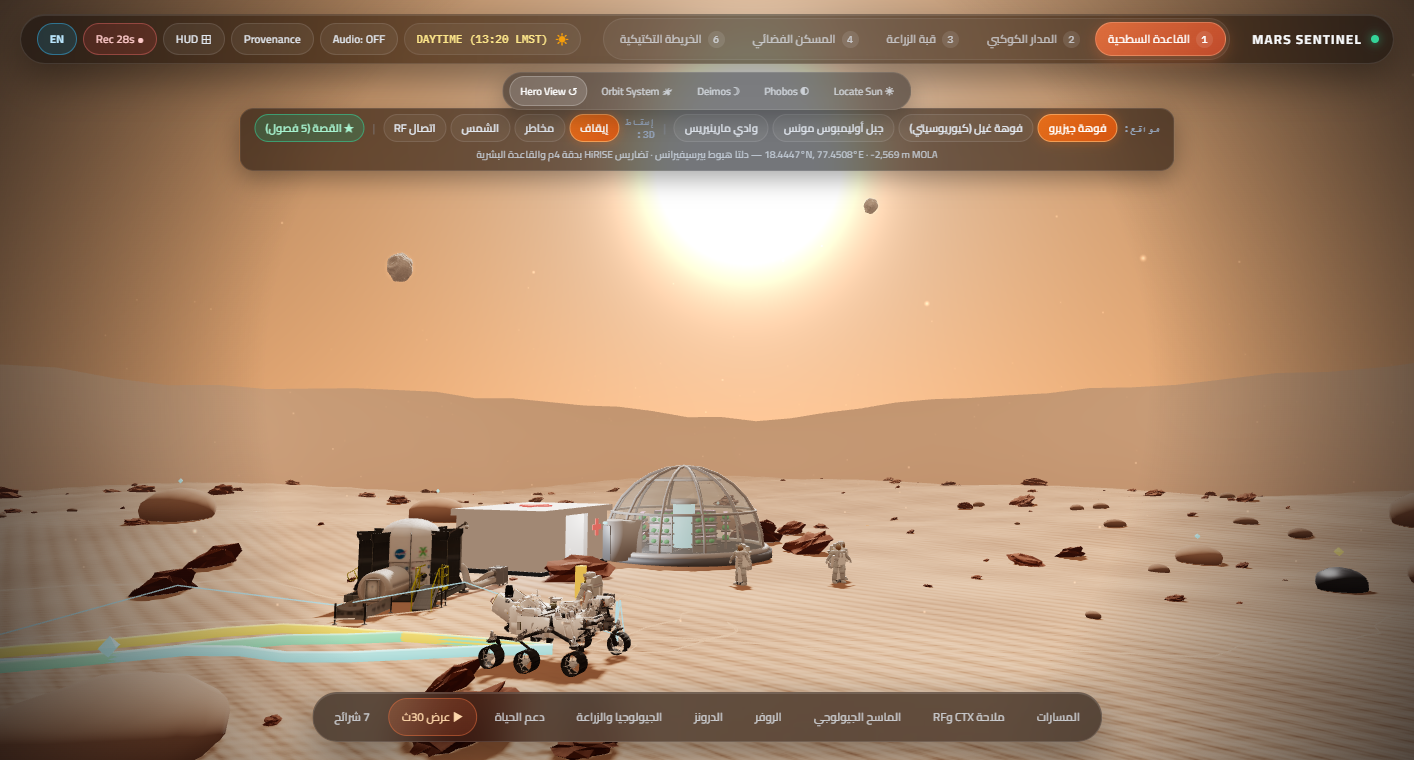 MARS SENTINEL
1 القاعدة السطحية
2 المدار الكوكبي
3 قبة الزراعة
4 المسكن الفضائي
6 الخريطة التكتيكية
DAYTIME (13:20 LMST) ☀
Audio: OFF
Provenance
HUD ⊞
Rec 28s ●
EN
Locate Sun ☀
Phobos ◐
Deimos ☽
Orbit System
Hero View ↺
مواقع:
فوهة جيزيرو
فوهة غيل (كيوريوسيتي)
جبل أوليمبوس مونس
وادي مارينيريس
إسقاط 30:
إيقاف
مخاطر
الشمس
اتصال RF
★ القصة (5 فصول)
18.4447°N, 77.4508°E · -2,569 m MOLA — دلتا هبوط بيرسيفيرانس · تضاريس HiRISE بدقة 4م والقاعدة البشرية
المسارات
ملاحة CTX وRF
الماسح الجيولوجي
الروفر
الدرونز
الجيولوجيا والزراعة
دعم الحياة
▶ عرض 30ث
7 شرائح